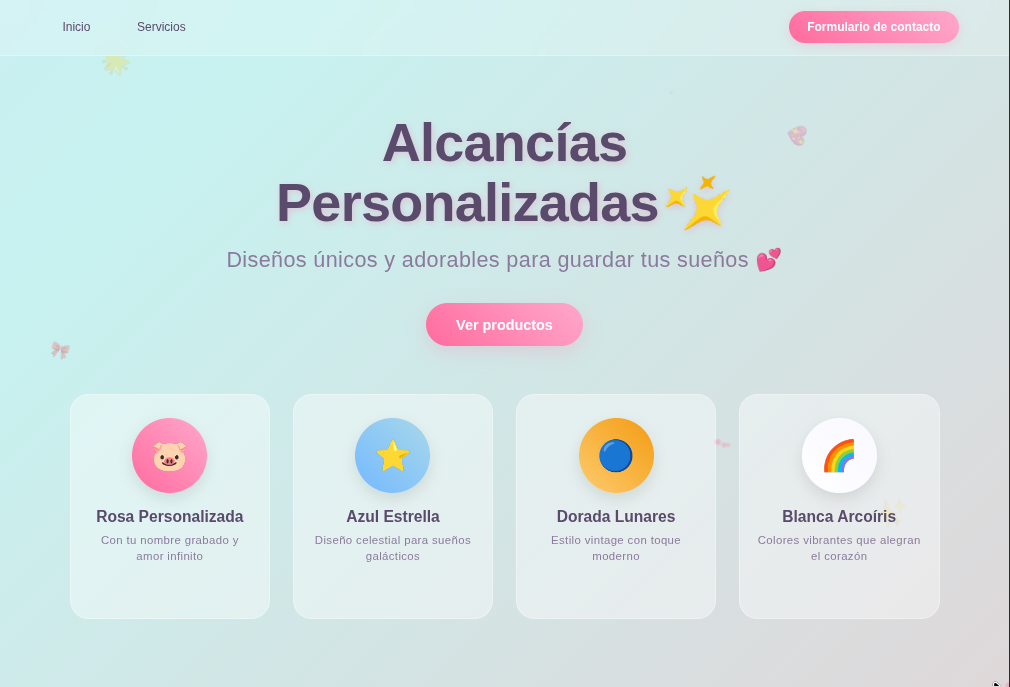 Inicio
Servicios
Formulario de contacto
Alcancías
Personalizadas
Diseños únicos y adorables para guardar tus sueños
Ver productos
Rosa Personalizada
Con tu nombre grabado y
amor infinito
Azul Estrella
Diseño celestial para sueños
galácticos
Dorada Lunares
Estilo vintage con toque
moderno
Blanca Arcoíris
Colores vibrantes que alegran
el corazón